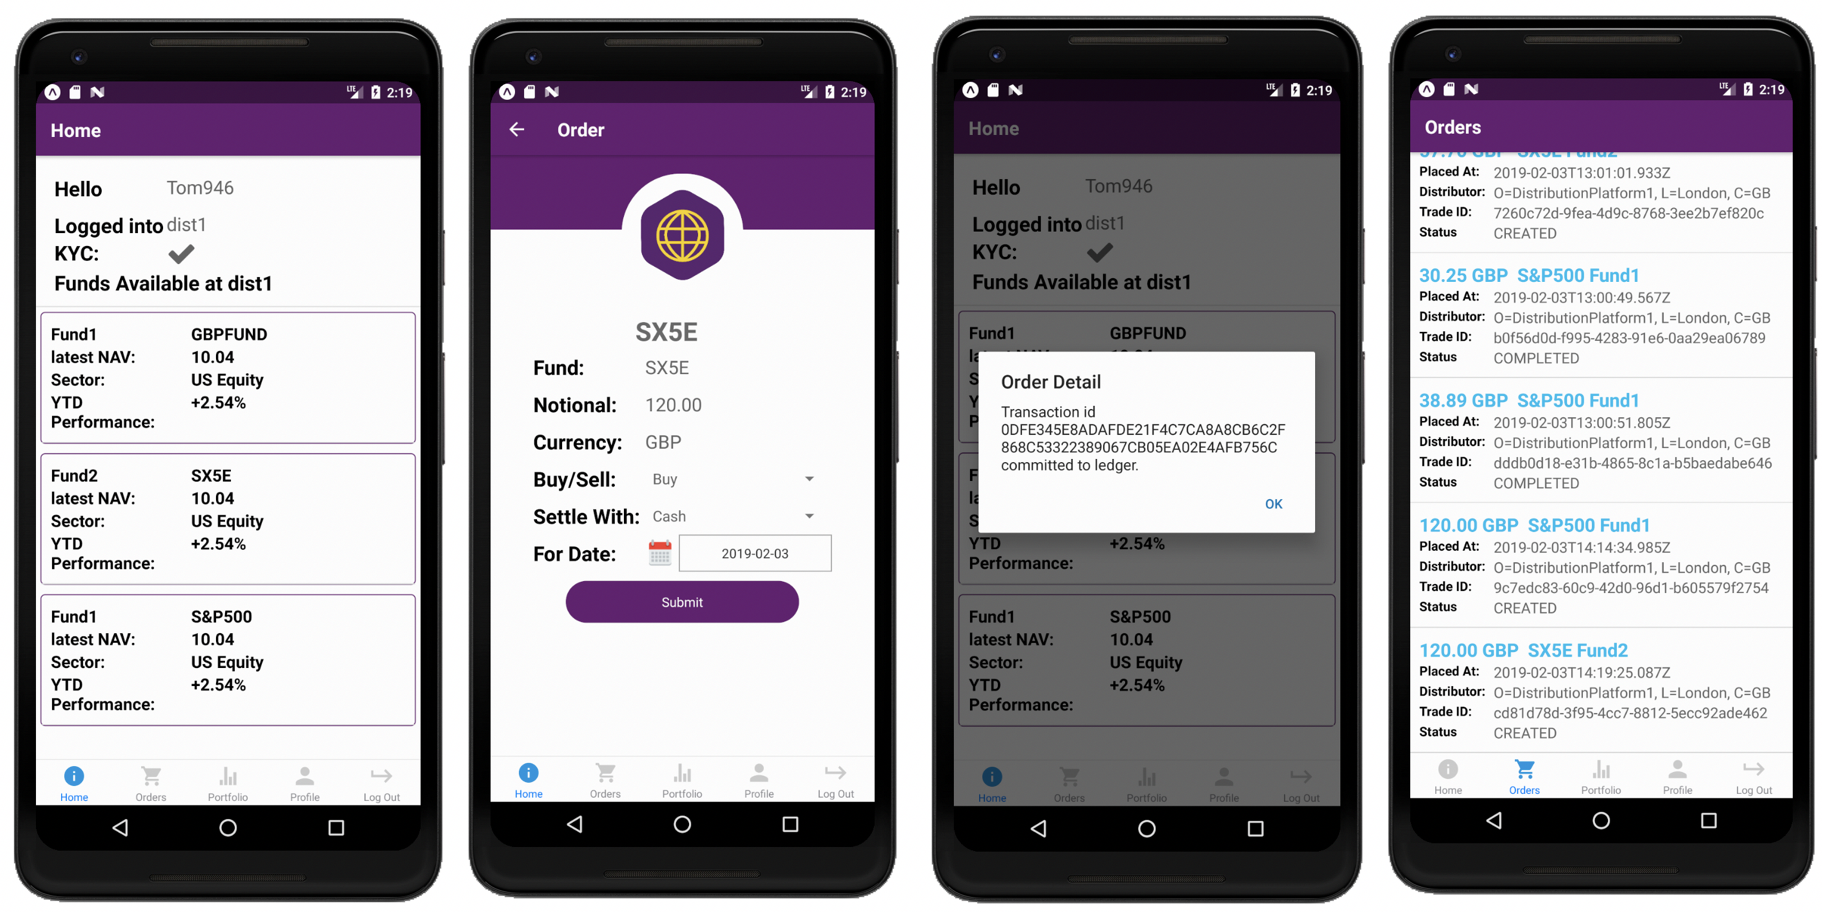 LTE 2:19
Home
Hello Tom946
Logged into dist1
KYC:
Funds Available at dist1
Fund1 GBPFUND
latest NAV: 10.04
Sector: US Equity
YTD +2.54%
Performance:
Fund2 SX5E
latest NAV: 10.04
Sector: US Equity
YTD +2.54%
Performance:
Fund1 S&P500
latest NAV: 10.04
Sector: US Equity
YTD +2.54%
Performance:
Home Orders Portfolio Profile Log Out
LTE 2:19
Order
SX5E
Fund: SX5E
Notional: 120.00
Currency: GBP
Buy/Sell: Buy
Settle With: Cash
For Date: 2019-02-03
Submit
Home Orders Portfolio Profile Log Out
LTE 2:19
Home
Hello Tom946
Logged into dist1
KYC:
Funds Available at dist1
Fund1 GBPFUND
Order Detail
Transaction id
0DFE345E8ADAFDE21F4C7CA8A8CB6C2F
868C53322389067CB05EA02E4AFB756C
committed to ledger.
OK
YTD +2.54%
Performance:
Fund1 S&P500
latest NAV: 10.04
Sector: US Equity
YTD +2.54%
Performance:
Home Orders Portfolio Profile Log Out
LTE 2:19
Orders
37.70 GBP SX5E Fund2
Placed At: 2019-02-03T13:01:01.933Z
Distributor: O=DistributionPlatform1, L=London, C=GB
Trade ID: 7260c72d-9fea-4d9c-8768-3ee2b7ef820c
Status CREATED
30.25 GBP S&P500 Fund1
Placed At: 2019-02-03T13:00:49.567Z
Distributor: O=DistributionPlatform1, L=London, C=GB
Trade ID: b0f56d0d-f995-4283-91e6-0aa29ea06789
Status COMPLETED
38.89 GBP S&P500 Fund1
Placed At: 2019-02-03T13:00:51.805Z
Distributor: O=DistributionPlatform1, L=London, C=GB
Trade ID: dddb0d18-e31b-4865-8c1a-b5baedabe646
Status COMPLETED
120.00 GBP S&P500 Fund1
Placed At: 2019-02-03T14:14:34.985Z
Distributor: O=DistributionPlatform1, L=London, C=GB
Trade ID: 9c7edc83-60c9-42d0-96d1-b605579f2754
Status CREATED
120.00 GBP SX5E Fund2
Placed At: 2019-02-03T14:19:25.087Z
Distributor: O=DistributionPlatform1, L=London, C=GB
Trade ID: cd81d78d-3f95-4cc7-8812-5ecc92ade462
Status CREATED
Home Orders Portfolio Profile Log Out